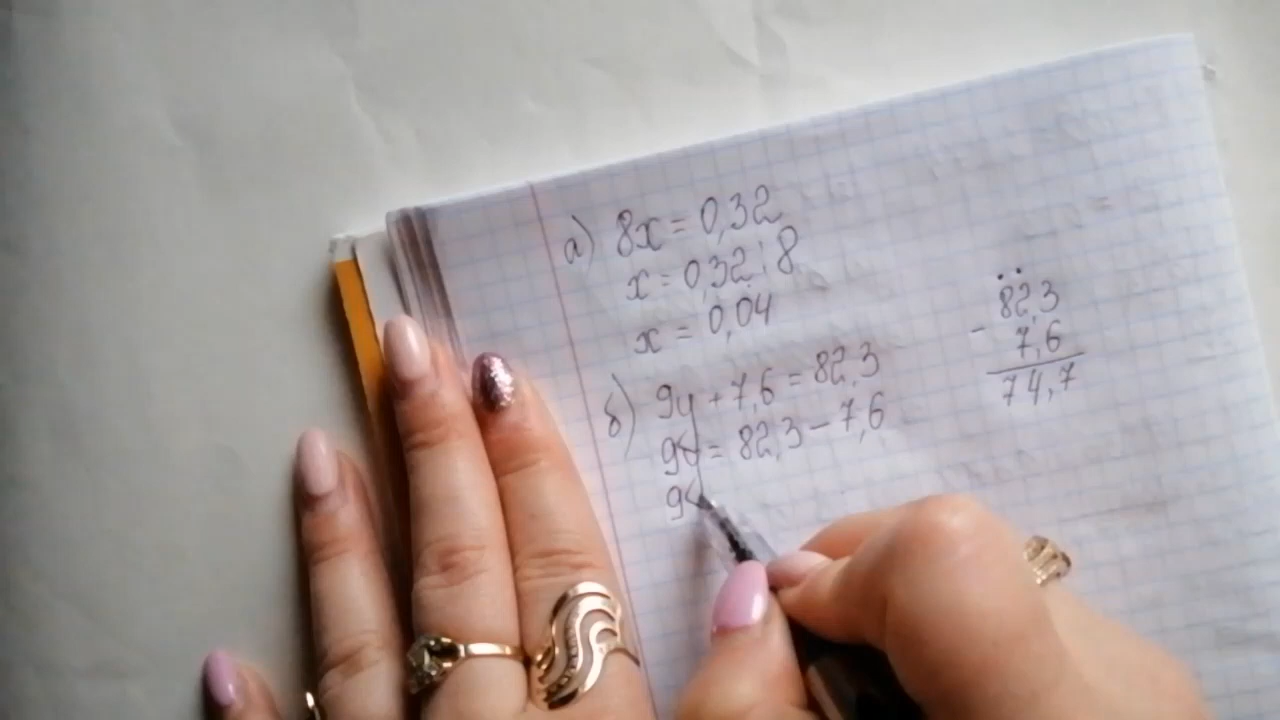 а) 8x = 0,32
x = 0,32 : 8
x = 0,04
б) 9y + 7,6 = 82,3
9y = 82,3 - 7,6
9y
82,3
- 7,6
74,7